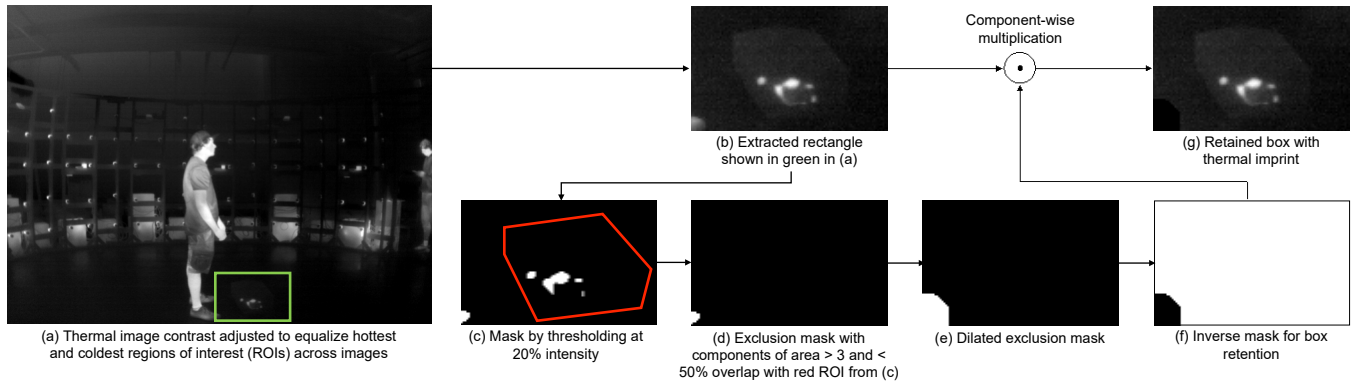 Component-wise
multiplication
(b) Extracted rectangle
shown in green in (a)
(g) Retained box with
thermal imprint
(a) Thermal image contrast adjusted to equalize hottest
and coldest regions of interest (ROIs) across images
(c) Mask by thresholding at
20% intensity
(d) Exclusion mask with
components of area > 3 and <
50% overlap with red ROI from (c)
(e) Dilated exclusion mask
(f) Inverse mask for box
retention